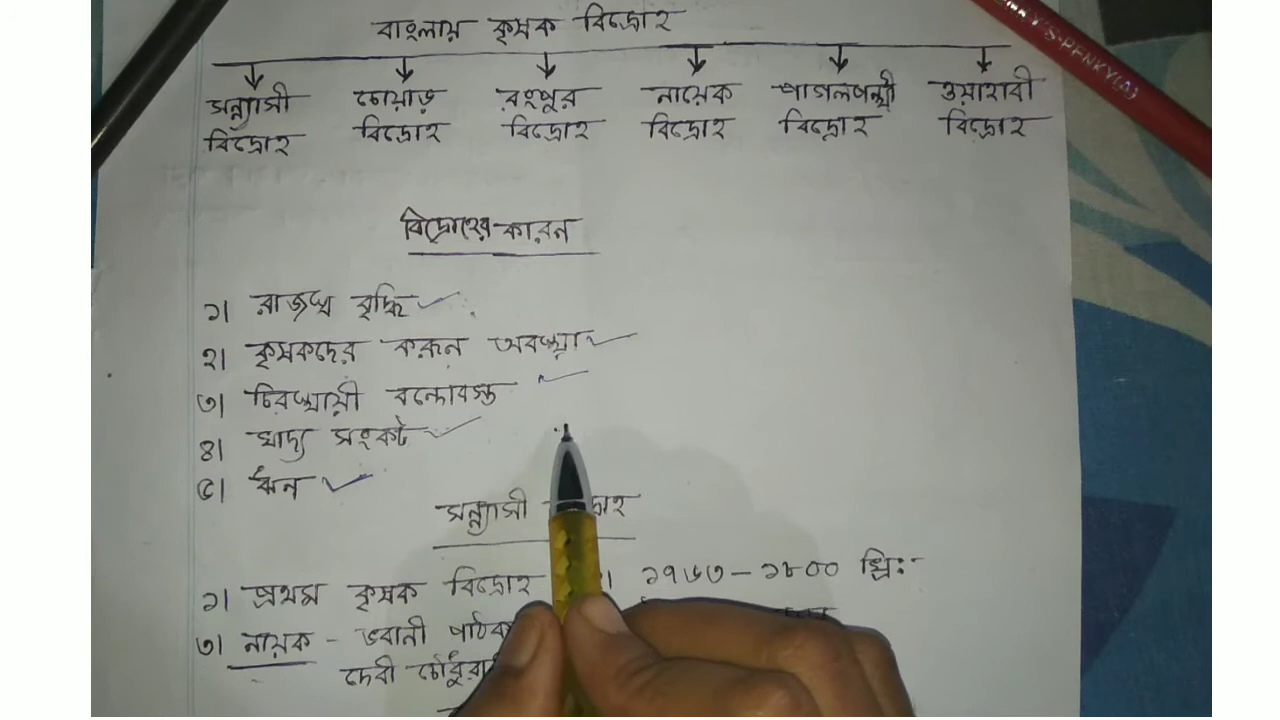 বাংলায় কৃষক বিদ্রোহ
সন্ন্যাসী বিদ্রোহ
চোয়াড় বিদ্রোহ
রংপুর বিদ্রোহ
নায়েক বিদ্রোহ
পাগলপন্থী বিদ্রোহ
ওয়াহাবী বিদ্রোহ
বিদ্রোহের কারন
১। রাজস্ব বৃদ্ধি
২। কৃষকদের করুন অবস্থা
৩। চিরস্থায়ী বন্দোবস্ত
৪। খাদ্য সংকট
৫। ঋন
সন্ন্যাসী
১। প্রথম কৃষক বিদ্রোহ ১৭৬৩ – ১৮০০ খ্রিঃ
৩। নায়ক - ভবানী পাঠক
দেবী